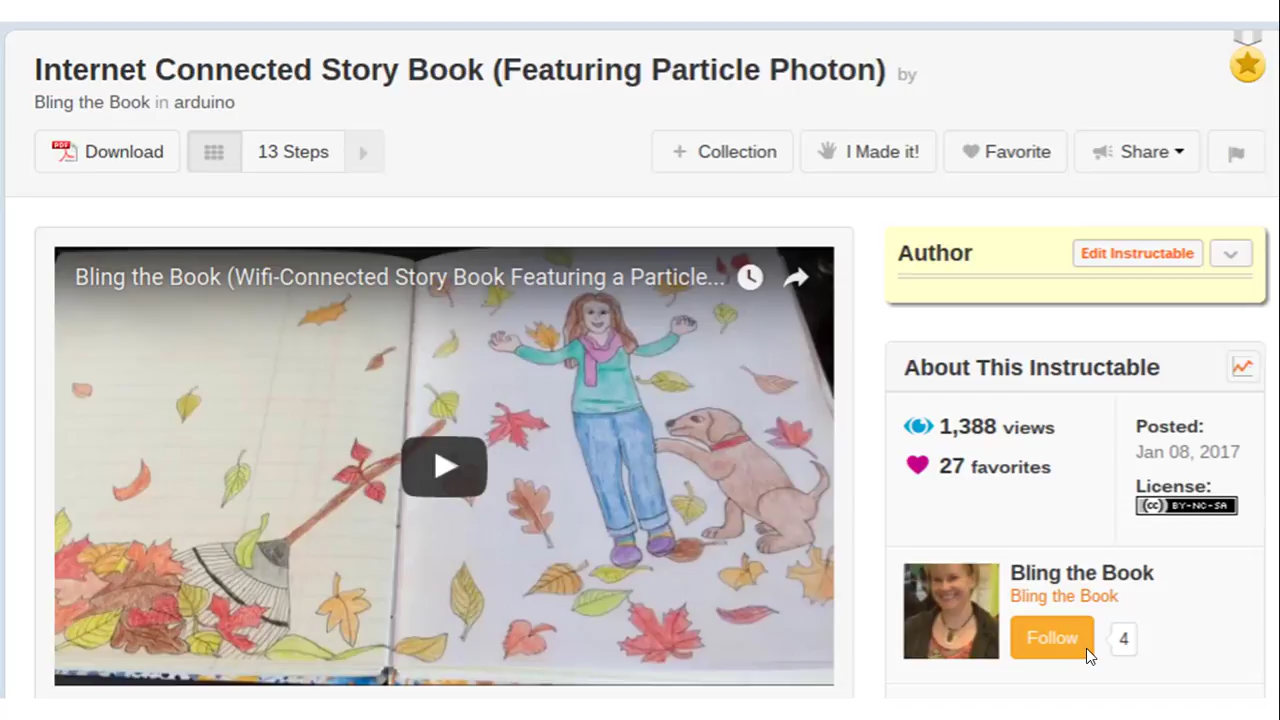 Internet Connected Story Book (Featuring Particle Photon) by
Bling the Book in arduino
PDF Download
13 Steps
+ Collection
I Made it!
Favorite
Share
Bling the Book (Wifi-Connected Story Book Featuring a Particle...
Author
Edit Instructable
About This Instructable
1,388 views
27 favorites
Posted:
Jan 08, 2017
License:
(cc) BY-NC-SA
Bling the Book
Bling the Book
Follow
4